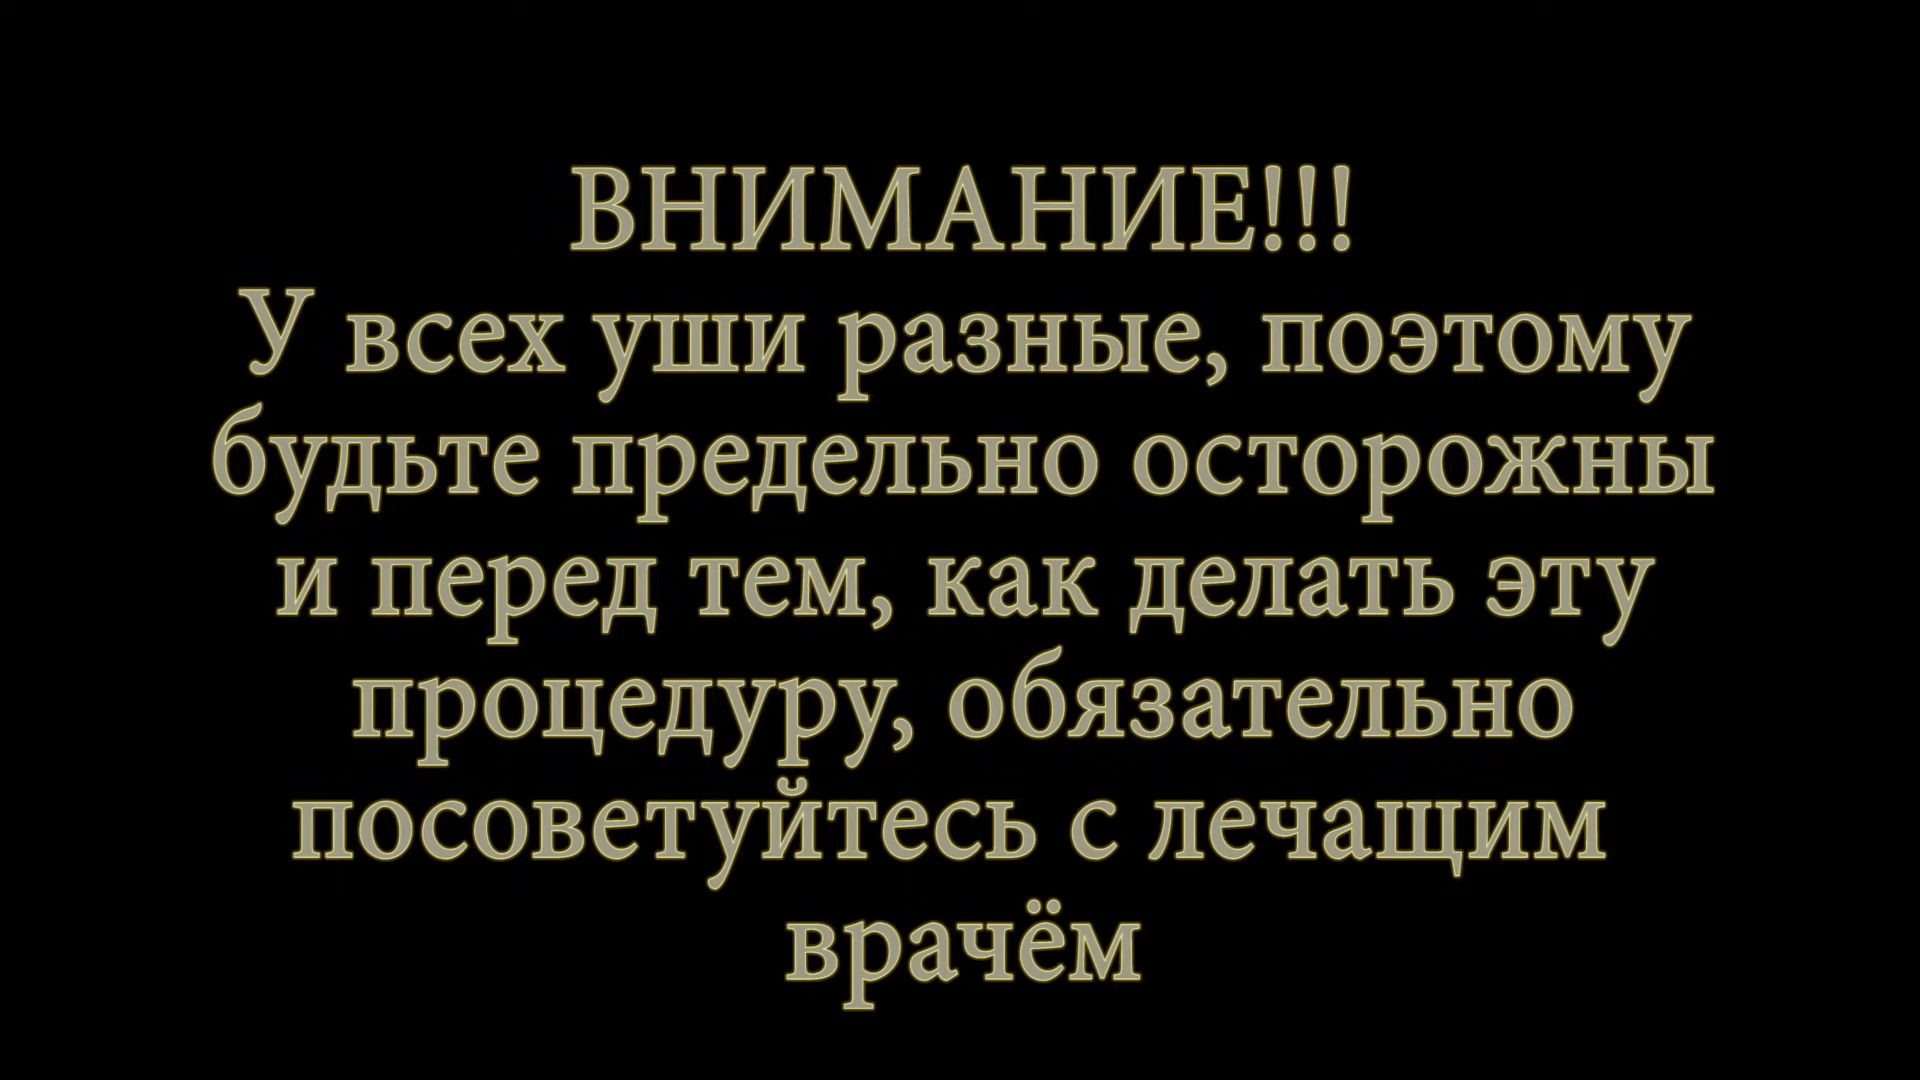 ВНИМАНИЕ!!!
У всех уши разные, поэтому
будьте предельно осторожны
и перед тем, как делать эту
процедуру, обязательно
посоветуйтесь с лечащим
врачём